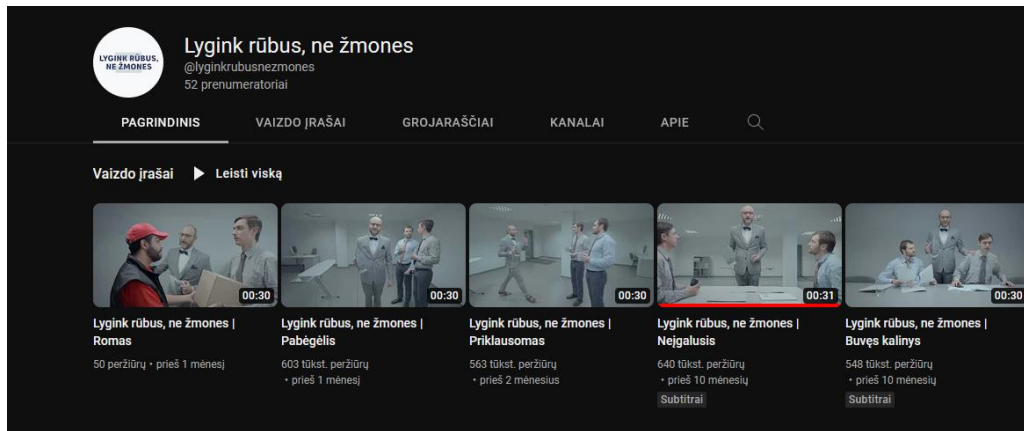 LYGINK RŪBUS,
NE ŽMONES
Lygink rūbus, ne žmones
@lyginkrubusnezmones
52 prenumeratoriai
PAGRINDINIS
VAIZDO ĮRAŠAI
GROJARAŠČIAI
KANALAI
APIE
Vaizdo įrašai
Leisti viską
00:30
Lygink rūbus, ne žmones |
Romas
50 peržiūrų • prieš 1 mėnesį
00:30
Lygink rūbus, ne žmones |
Pabėgėlis
603 tūkst. peržiūrų
• prieš 1 mėnesį
00:30
Lygink rūbus, ne žmones |
Priklausomas
563 tūkst. peržiūrų
• prieš 2 mėnesius
00:31
Lygink rūbus, ne žmones |
Neįgalusis
640 tūkst. peržiūrų
• prieš 10 mėnesių
Subtitrai
00:30
Lygink rūbus, ne žmones |
Buvęs kalinys
548 tūkst. peržiūrų
• prieš 10 mėnesių
Subtitrai